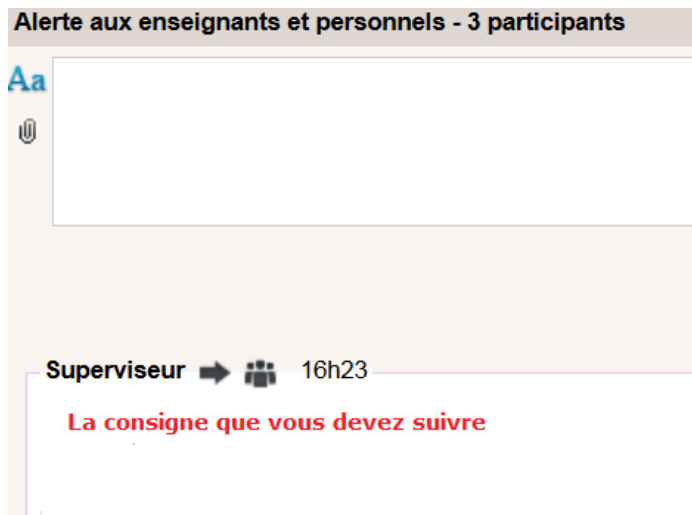 Alerte aux enseignants et personnels - 3 participants
Aa
Superviseur 16h23
La consigne que vous devez suivre